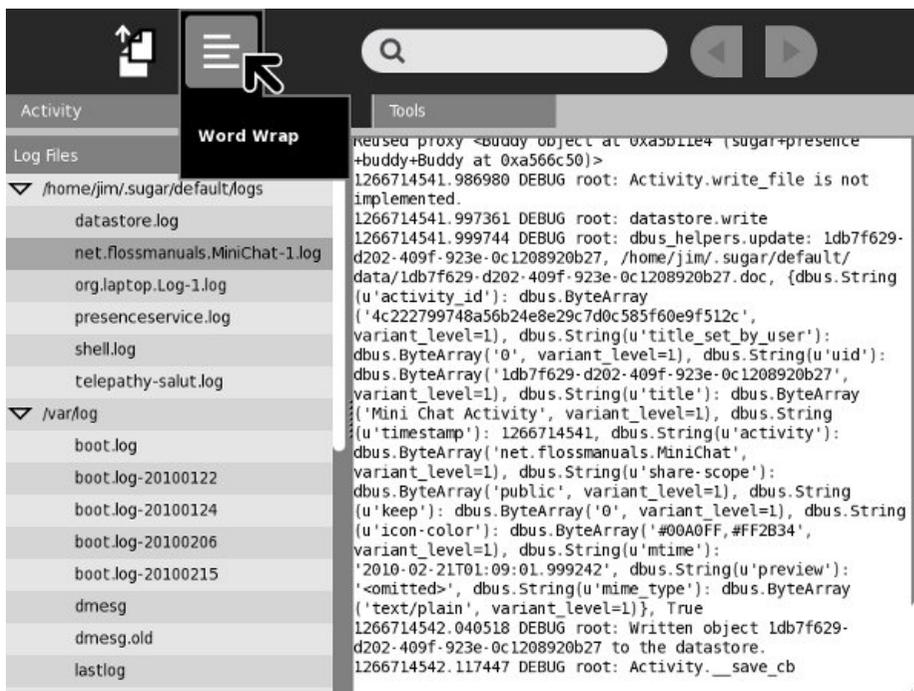 Activity
Tools
Word Wrap
Log Files
/home/jim/.sugar/default/logs
datastore.log
net.flossmanuals.MiniChat-1.log
org.laptop.Log-1.log
presenceservice.log
shell.log
telepathy-salut.log
/var/log
boot.log
boot.log-20100122
boot.log-20100124
boot.log-20100206
boot.log-20100215
dmesg
dmesg.old
lastlog
Reused proxy <Buddy object at 0xa5b11e4 (sugar+presence
+buddy+Buddy at 0xa566c50)>
1266714541.986980 DEBUG root: Activity.write_file is not
implemented.
1266714541.997361 DEBUG root: datastore.write
1266714541.999744 DEBUG root: dbus_helpers.update: 1db7f629-
d202-409f-923e-0c1208920b27, /home/jim/.sugar/default/
data/1db7f629-d202-409f-923e-0c1208920b27.doc, {dbus.String
(u'activity_id'): dbus.ByteArray
('4c222799748a56b24e8e29c7d0c585f60e9f512c',
variant_level=1), dbus.String(u'title_set_by_user'):
dbus.ByteArray('0', variant_level=1), dbus.String(u'uid'):
dbus.ByteArray('1db7f629-d202-409f-923e-0c1208920b27',
variant_level=1), dbus.String(u'title'): dbus.ByteArray
('Mini Chat Activity', variant_level=1), dbus.String
(u'timestamp'): 1266714541, dbus.String(u'activity'):
dbus.ByteArray('net.flossmanuals.MiniChat',
variant_level=1), dbus.String(u'share-scope'):
dbus.ByteArray('public', variant_level=1), dbus.String
(u'keep'): dbus.ByteArray('0', variant_level=1), dbus.String
(u'icon-color'): dbus.ByteArray('#00A0FF,#FF2B34',
variant_level=1), dbus.String(u'mtime'):
'2010-02-21T01:09:01.999242', dbus.String(u'preview'):
'<omitted>', dbus.String(u'mime_type'): dbus.ByteArray
('text/plain', variant_level=1)}, True
1266714542.040518 DEBUG root: Written object 1db7f629-
d202-409f-923e-0c1208920b27 to the datastore.
1266714542.117447 DEBUG root: Activity.__save_cb